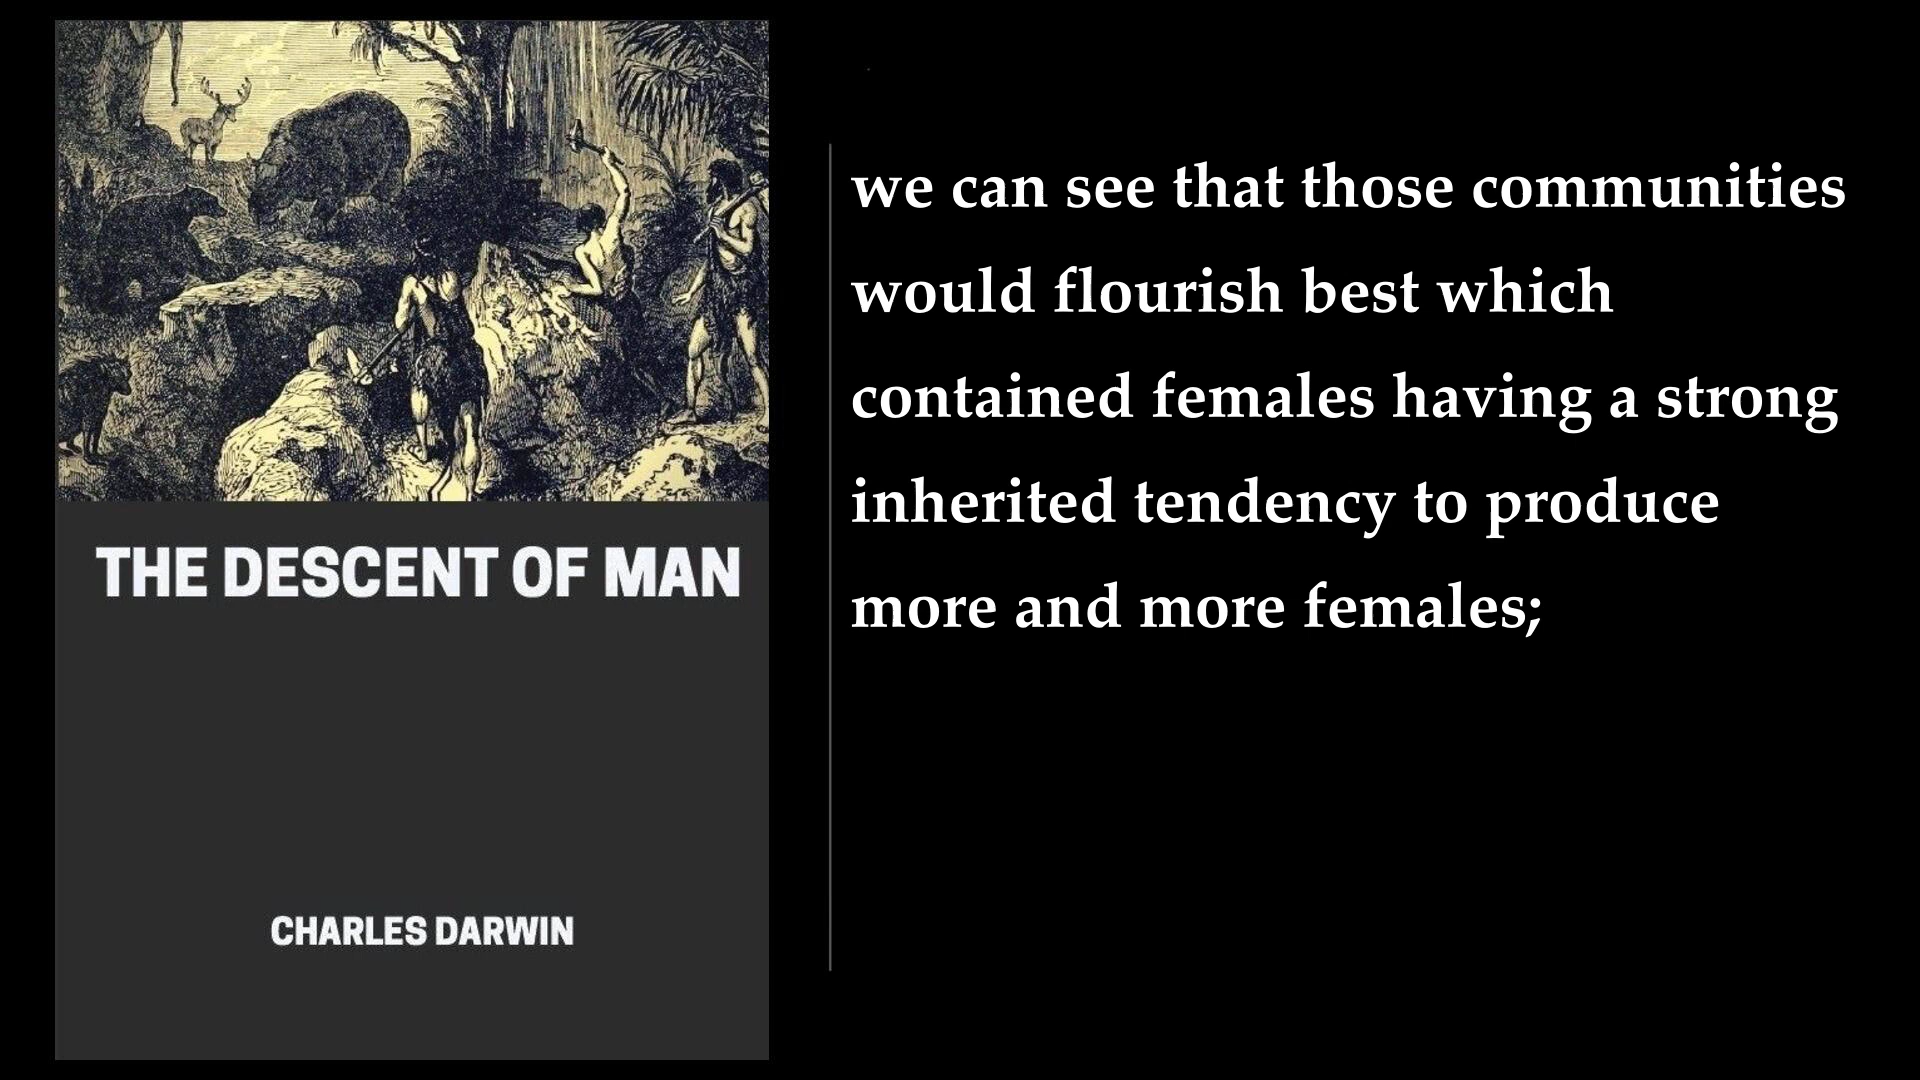 THE DESCENT OF MAN
CHARLES DARWIN
we can see that those communities
would flourish best which
contained females having a strong
inherited tendency to produce
more and more females;